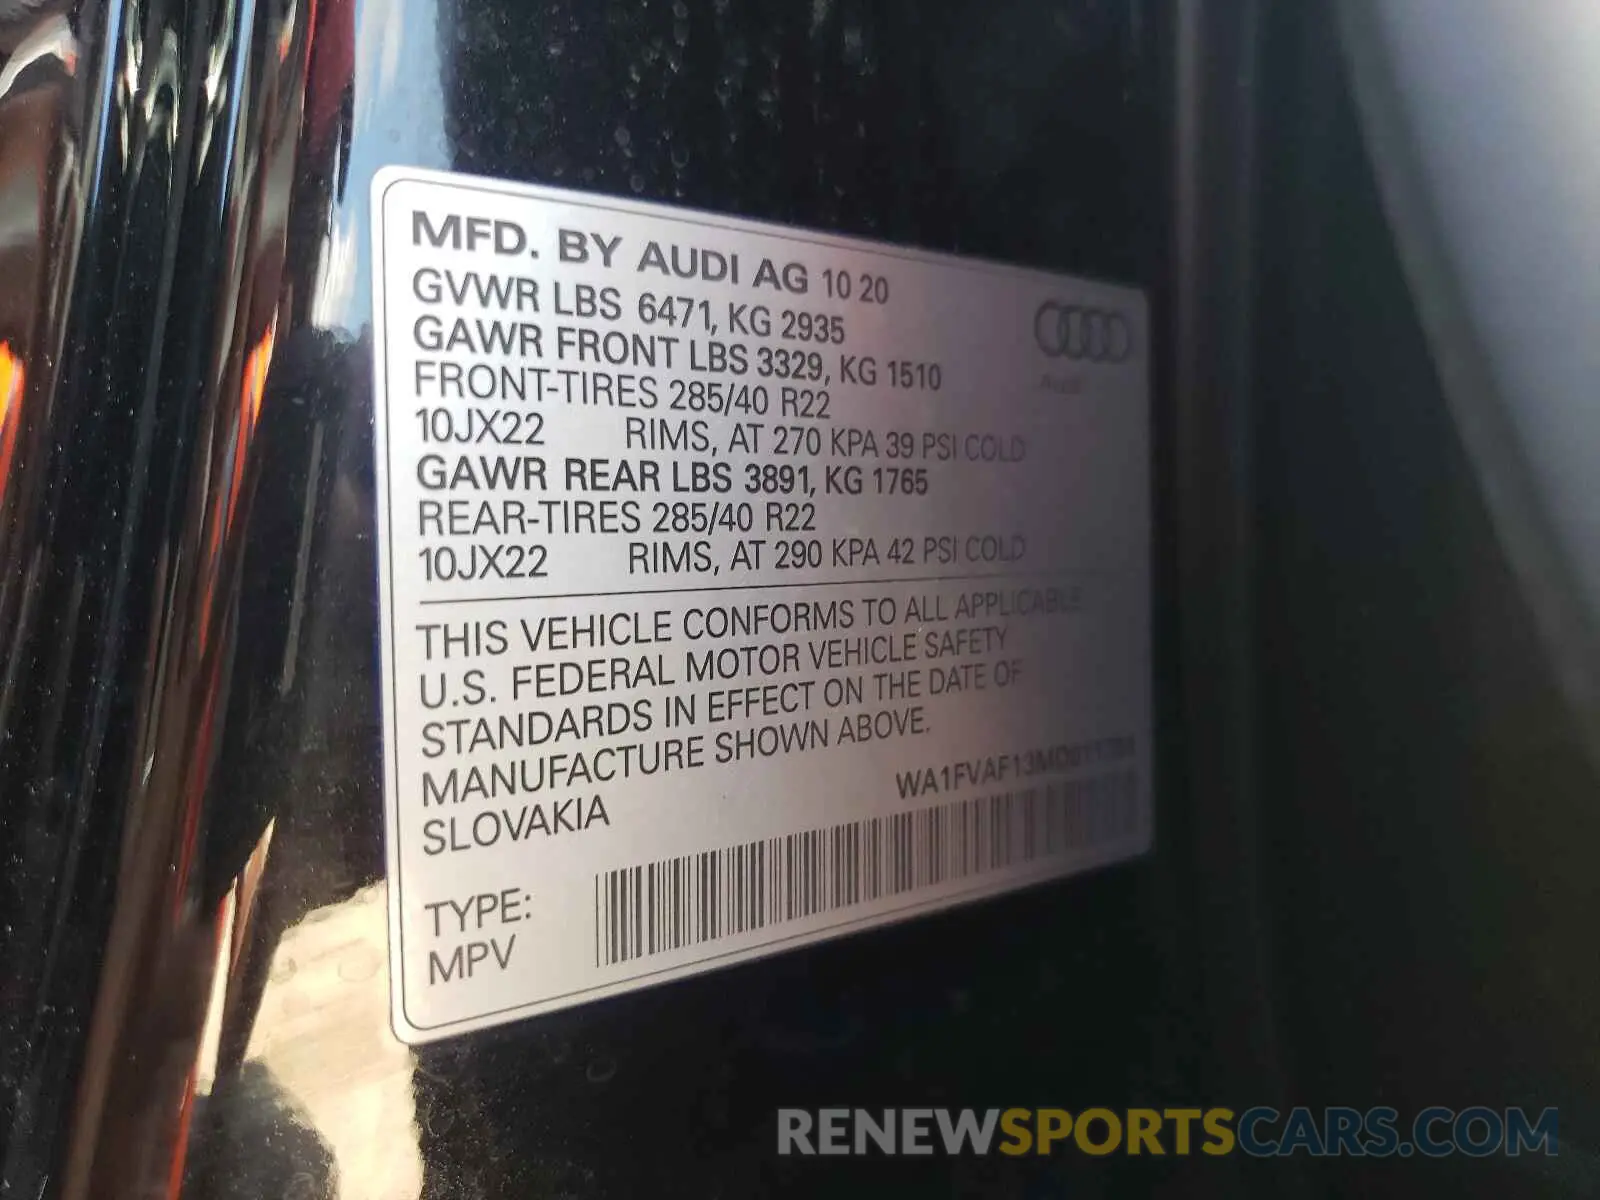 MFD. BY AUDI AG 10 20
GVWR LBS 6471, KG 2935
GAWR FRONT LBS 3329, KG 1510
FRONT-TIRES 285/40 R22
10JX22 RIMS, AT 270 KPA 39 PSI COLD
GAWR REAR LBS 3891, KG 1765
REAR-TIRES 285/40 R22
10JX22 RIMS, AT 290 KPA 42 PSI COLD
THIS VEHICLE CONFORMS TO ALL APPLICABLE
U.S. FEDERAL MOTOR VEHICLE SAFETY
STANDARDS IN EFFECT ON THE DATE OF
MANUFACTURE SHOWN ABOVE.
SLOVAKIA
TYPE:
MPV
Audi
RENEWSPORTSCARS.COM